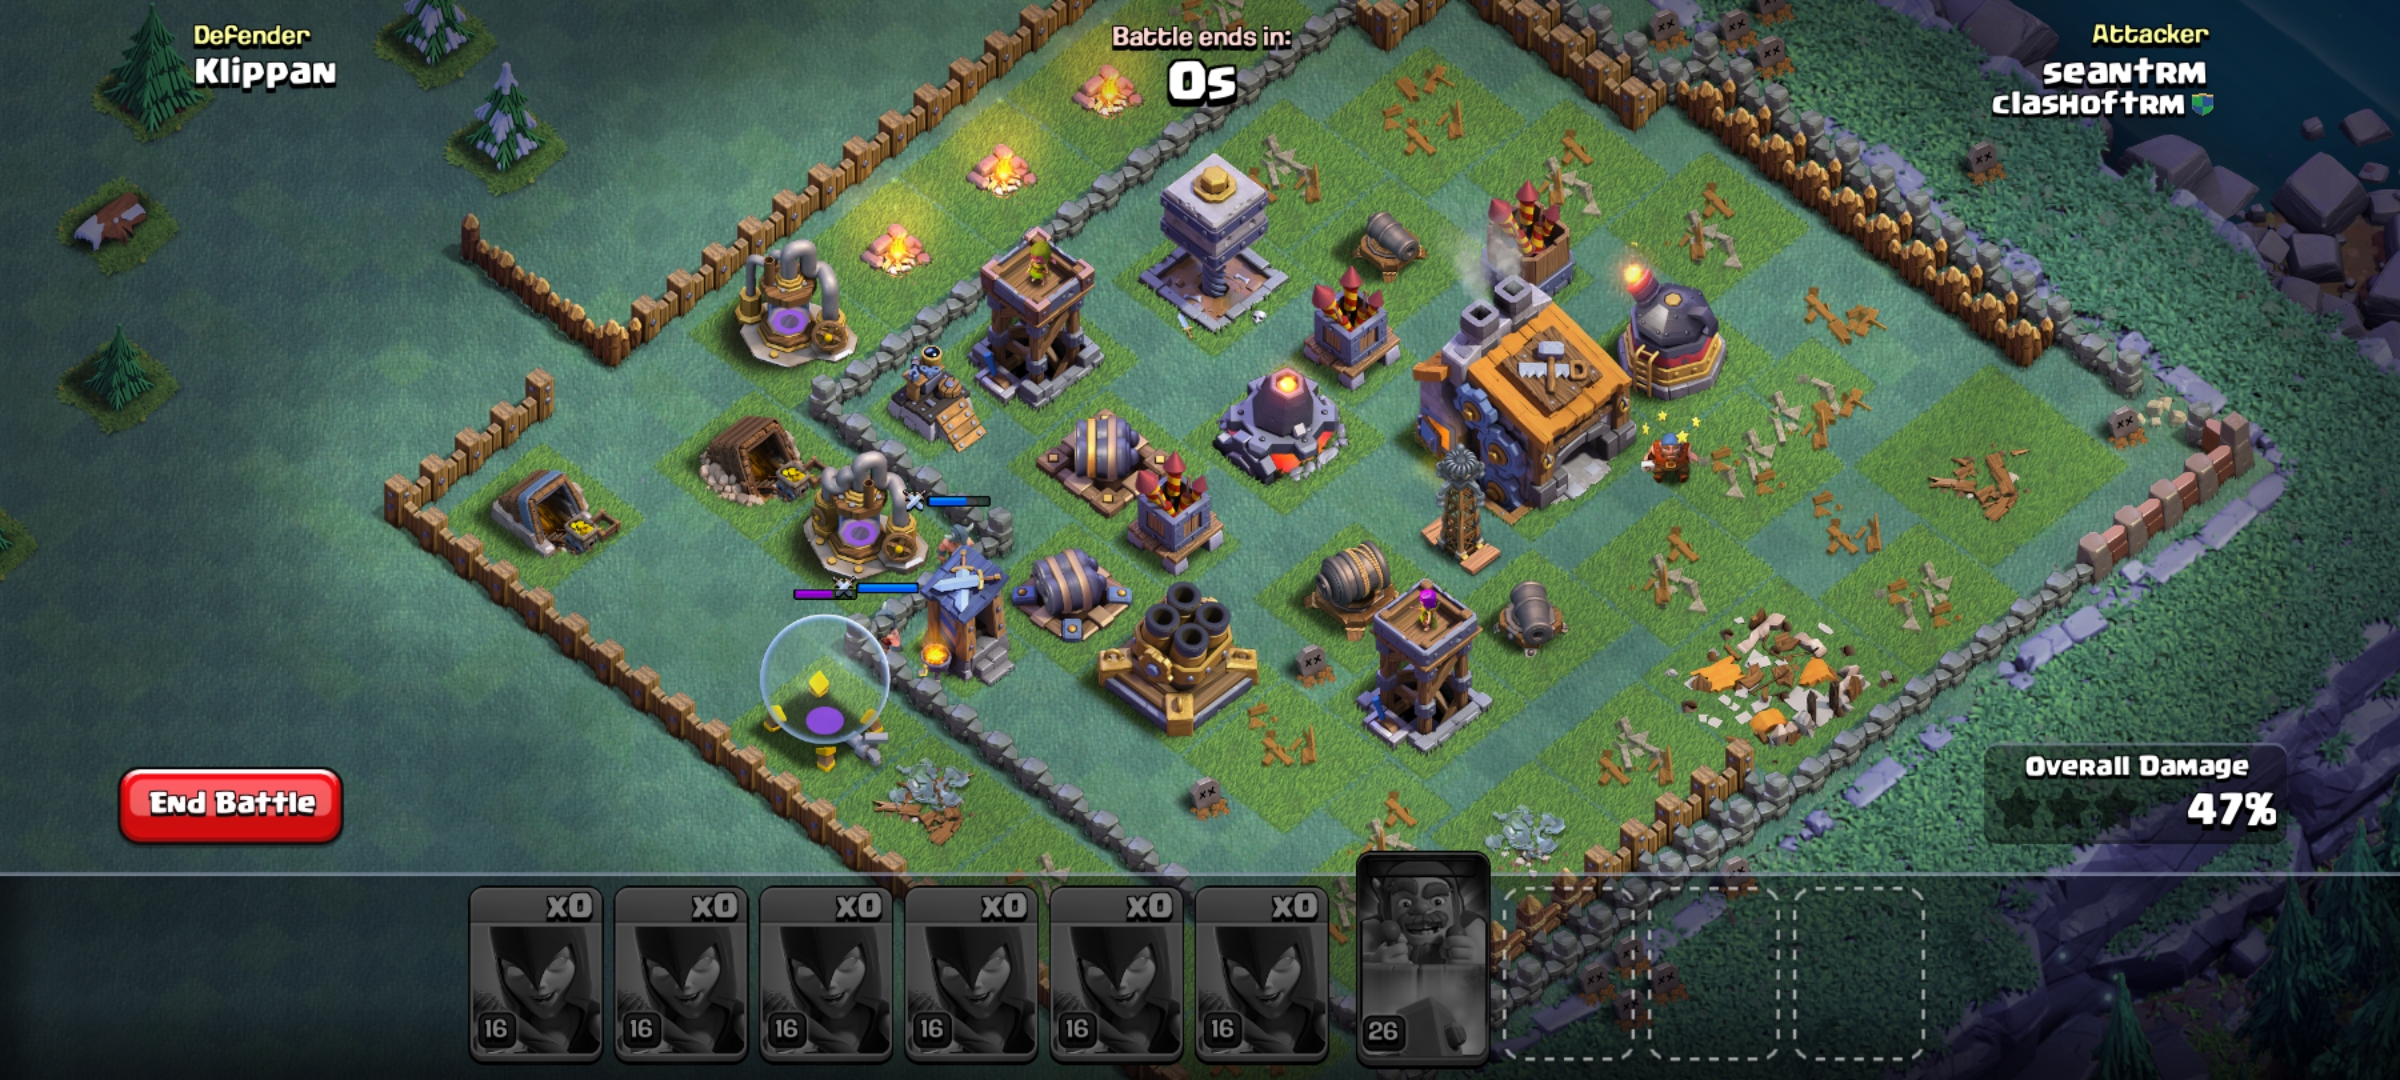 Defender
Klippan
Battle ends in:
0s
Attacker
seantRM
clashoftRM
End Battle
Overall Damage
47%
x0
x0
x0
x0
x0
x0
16
16
16
16
16
16
26